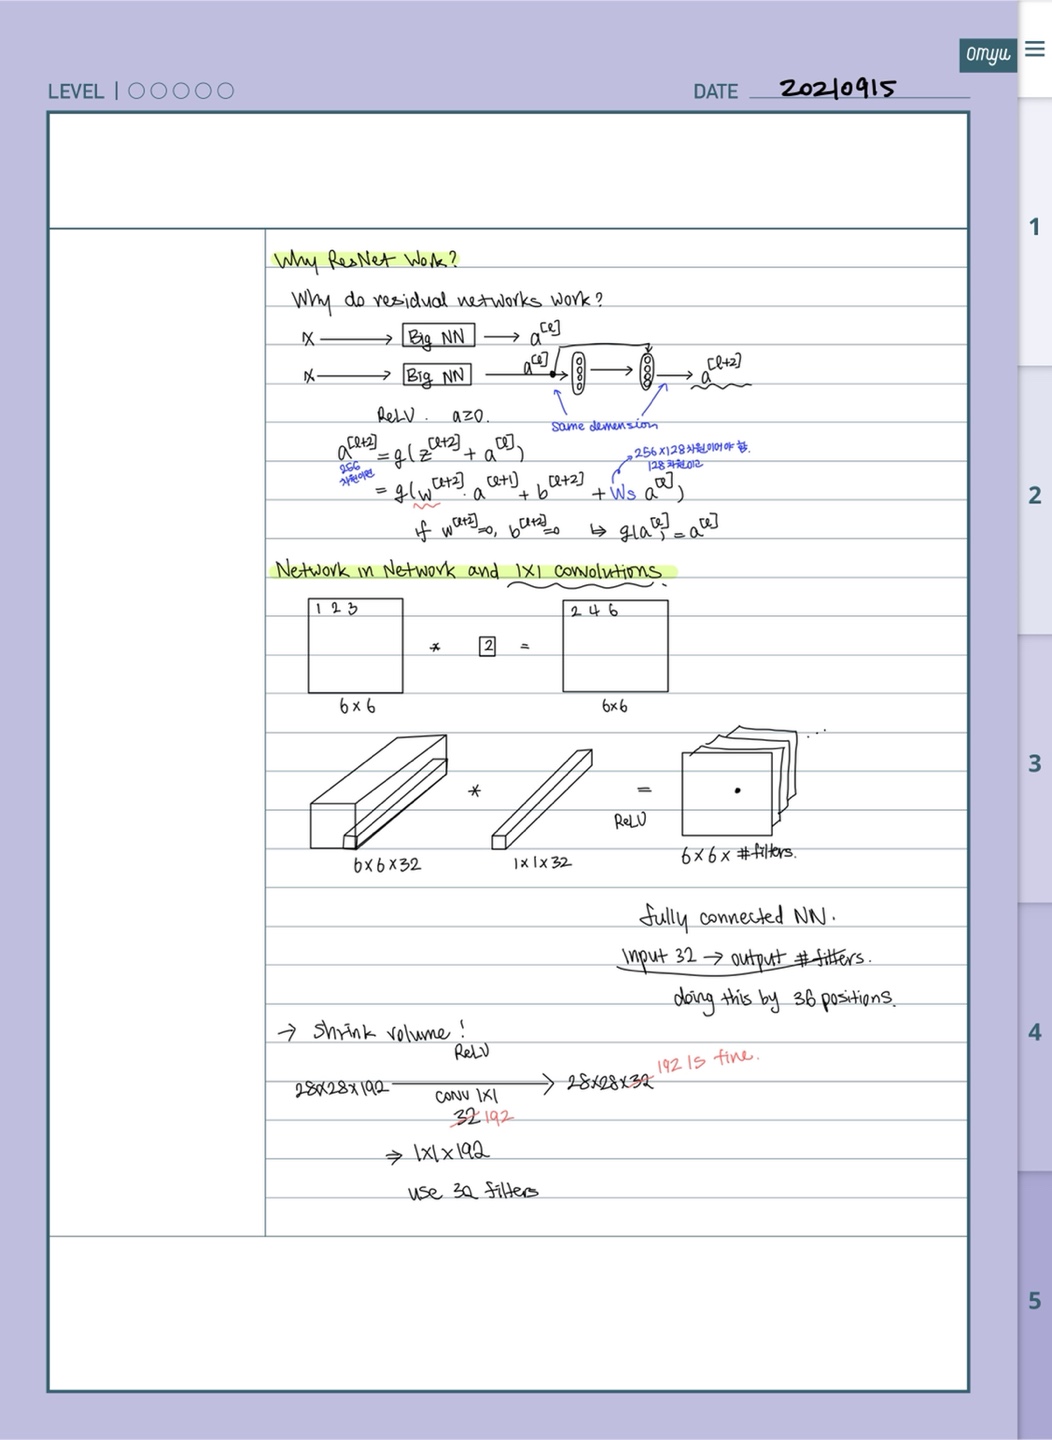 omyu
LEVEL | ○○○○○ DATE 20210915
Why ResNet Work?
Why do residual networks work?
X → Big NN → a^[l]
X → Big NN → a^[l] → → a^[l+2]
ReLU. a≥0. same demension
a^[l+2] = g(z^[l+2] + a^[l])
256차원이면
256×128차원이어야 함.
128차원이고
= g(w^[l+2] · a^[l+1] + b^[l+2] + Ws a^[l])
if w^[l+2]=0, b^[l+2]=0 ↳ g(a^[l]) = a^[l]
Network in Network and 1×1 convolutions.
1 2 3
* 2 =
2 4 6
6 × 6
6×6
* = ...
ReLU
6×6×32
1×1×32
6×6× #filters.
fully connected NN.
input 32 → output #filters.
doing this by 36 positions.
→ shrink volume!
ReLU
28×28×192 → 28×28×32 192 is fine.
CONV 1×1
32 192
⇒ 1×1×192
use 32 filters
1
2
3
4
5